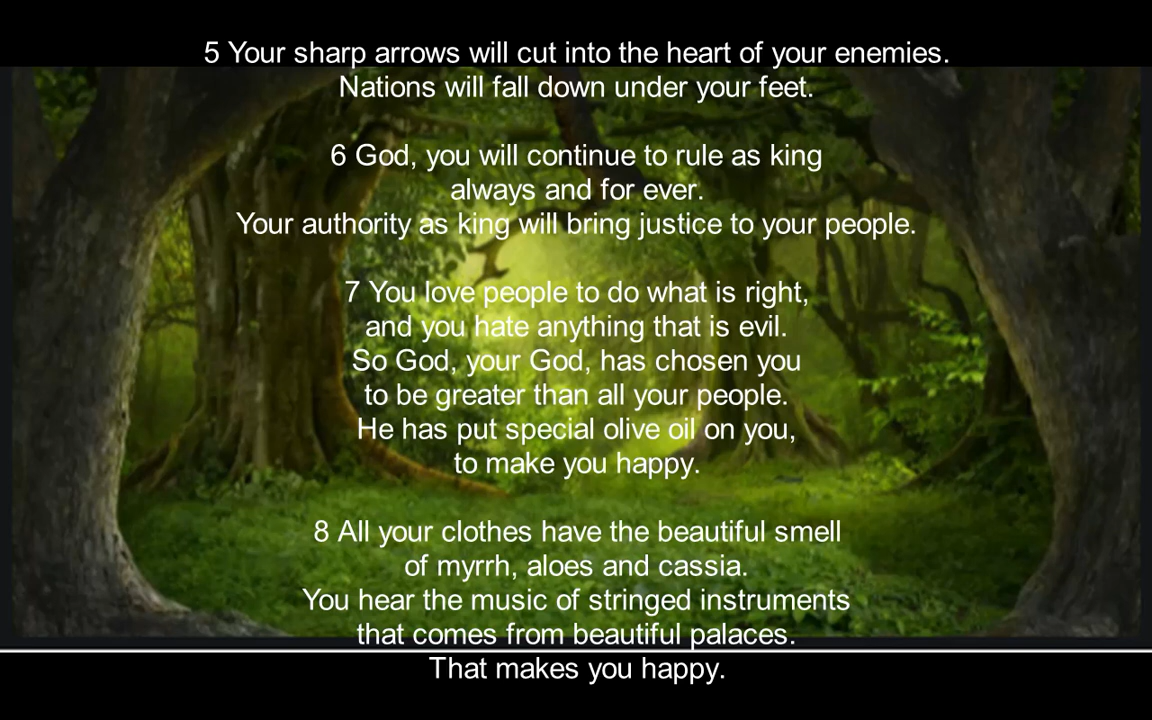 5 Your sharp arrows will cut into the heart of your enemies.
Nations will fall down under your feet.
6 God, you will continue to rule as king
always and for ever.
Your authority as king will bring justice to your people.
7 You love people to do what is right,
and you hate anything that is evil.
So God, your God, has chosen you
to be greater than all your people.
He has put special olive oil on you,
to make you happy.
8 All your clothes have the beautiful smell
of myrrh, aloes and cassia.
You hear the music of stringed instruments
that comes from beautiful palaces.
That makes you happy.